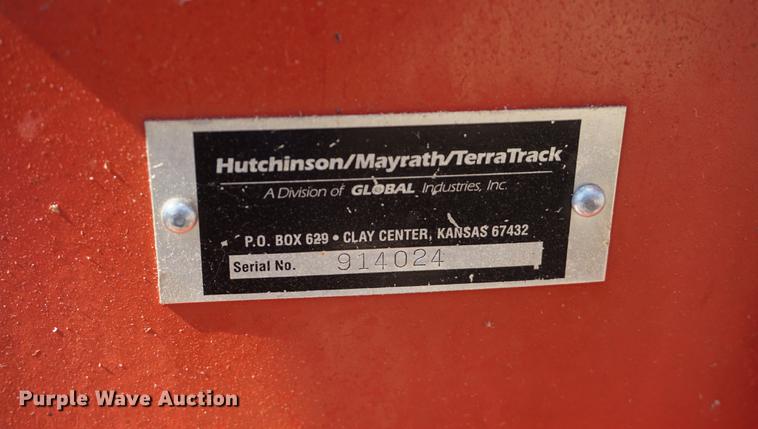 Hutchinson/Mayrath/TerraTrack
A Division of GLOBAL Industries, Inc.
P.O. BOX 629 • CLAY CENTER, KANSAS 67432
Serial No. 914024
Purple Wave Auction